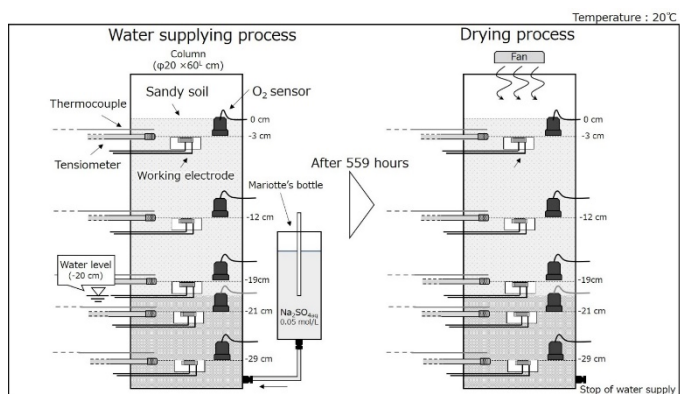 Temperature : 20℃
Water supplying process
Drying process
Column
(φ20 ×60ᴸ cm)
Fan
Sandy soil
O₂ sensor
Thermocouple
0 cm
-3 cm
0 cm
-3 cm
Tensiometer
Working electrode
After 559 hours
Mariotte's bottle
-12 cm
-12 cm
Water level
(-20 cm)
-19cm
-19cm
-21 cm
-21 cm
Na₂SO₄aq
0.05 mol/L
-29 cm
-29 cm
Stop of water supply